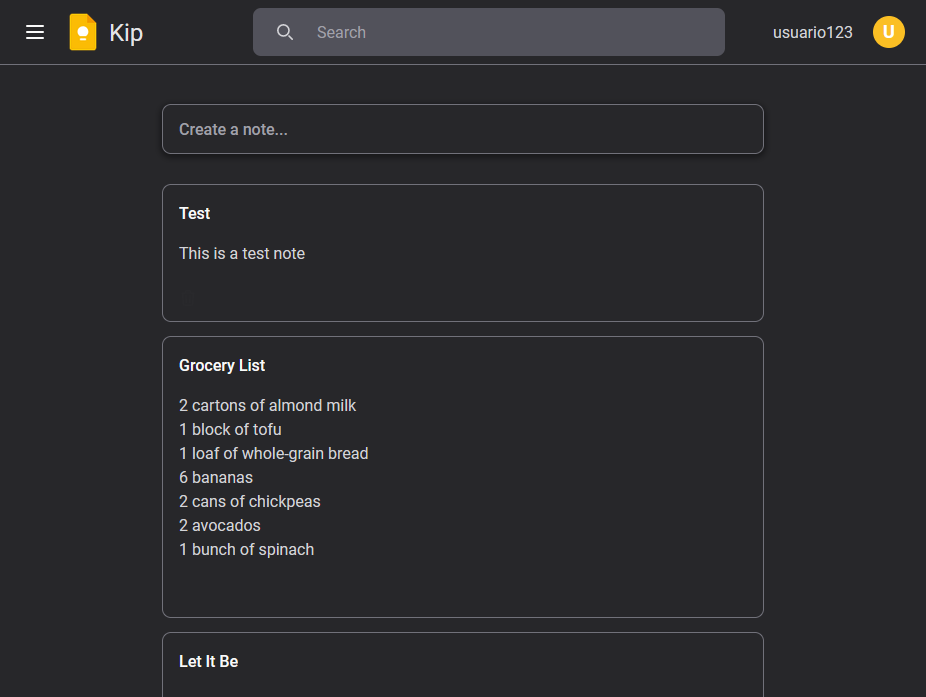 Kip
Search
usuario123
U
Create a note...
Test
This is a test note
Grocery List
2 cartons of almond milk
1 block of tofu
1 loaf of whole-grain bread
6 bananas
2 cans of chickpeas
2 avocados
1 bunch of spinach
Let It Be